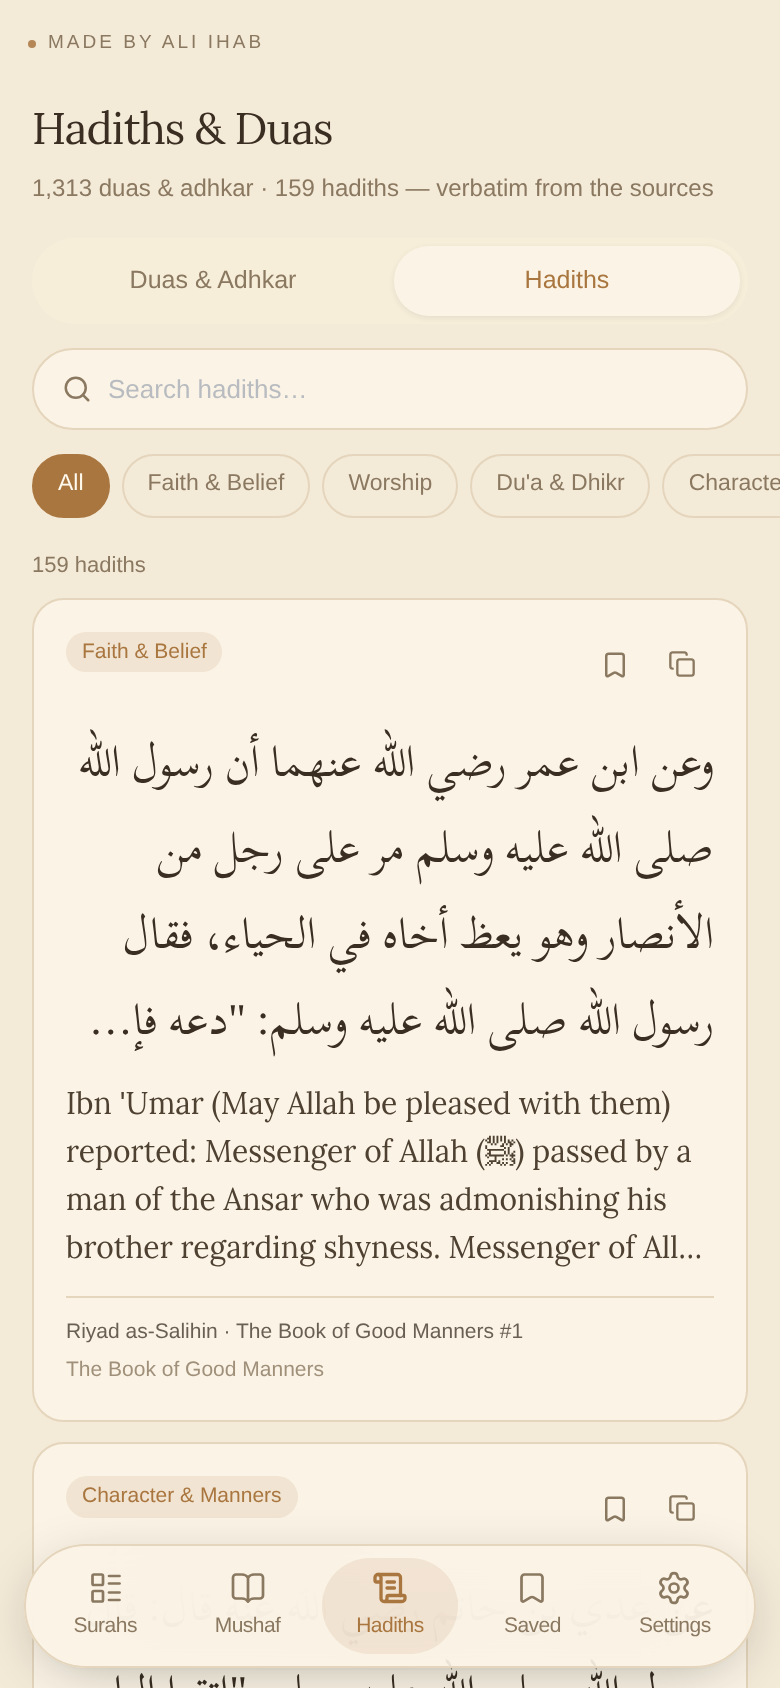 MADE BY ALI IHAB
Hadiths & Duas
1,313 duas & adhkar · 159 hadiths — verbatim from the sources
Duas & Adhkar
Hadiths
Search hadiths…
All
Faith & Belief
Worship
Du'a & Dhikr
Characte
159 hadiths
Faith & Belief
وعن ابن عمر رضي الله عنهما أن رسول الله
صلى الله عليه وسلم مر على رجل من
الأنصار وهو يعظ أخاه في الحياء، فقال
رسول الله صلى الله عليه وسلم: "دعه فإ…
Ibn 'Umar (May Allah be pleased with them)
reported: Messenger of Allah (ﷺ) passed by a
man of the Ansar who was admonishing his
brother regarding shyness. Messenger of All…
Riyad as-Salihin · The Book of Good Manners #1
The Book of Good Manners
Character & Manners
Surahs
Mushaf
Hadiths
Saved
Settings